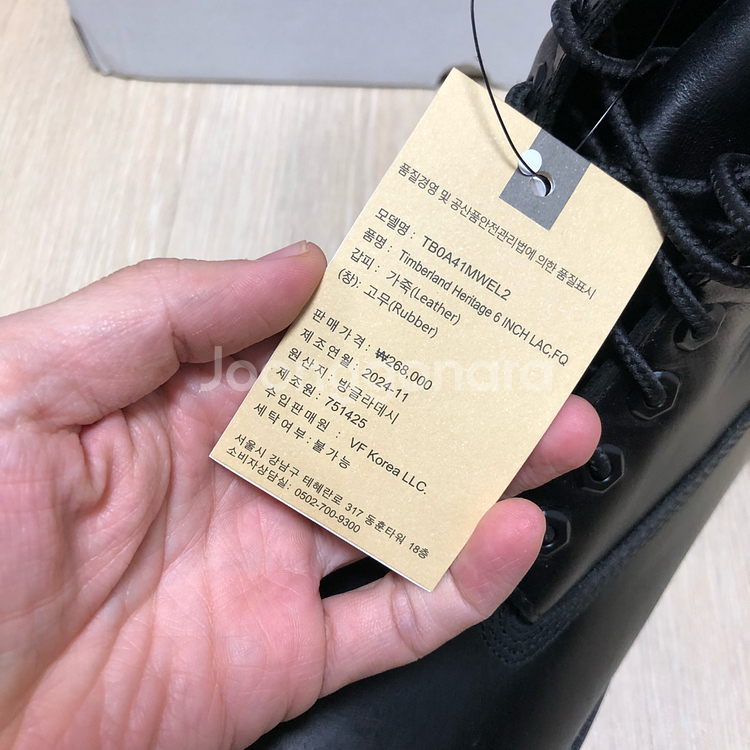 품질경영 및 공산품안전관리법에 의한 품질표시
모델명 : TB0A41MWEL2
품명 : Timberland Heritage 6 INCH LAC,FQ
갑피 : 가죽(Leather)
(창): 고무(Rubber)
판매가격 : ₩268,000
제조연월 : 2024-11
원산지 : 방글라데시
제조원 : 751425
수입판매원 : VF Korea LLC.
세탁여부:불가능
서울시 강남구 테헤란로 317 동훈타워 18층
소비자상담실: 0502-700-9300
Joonggonara